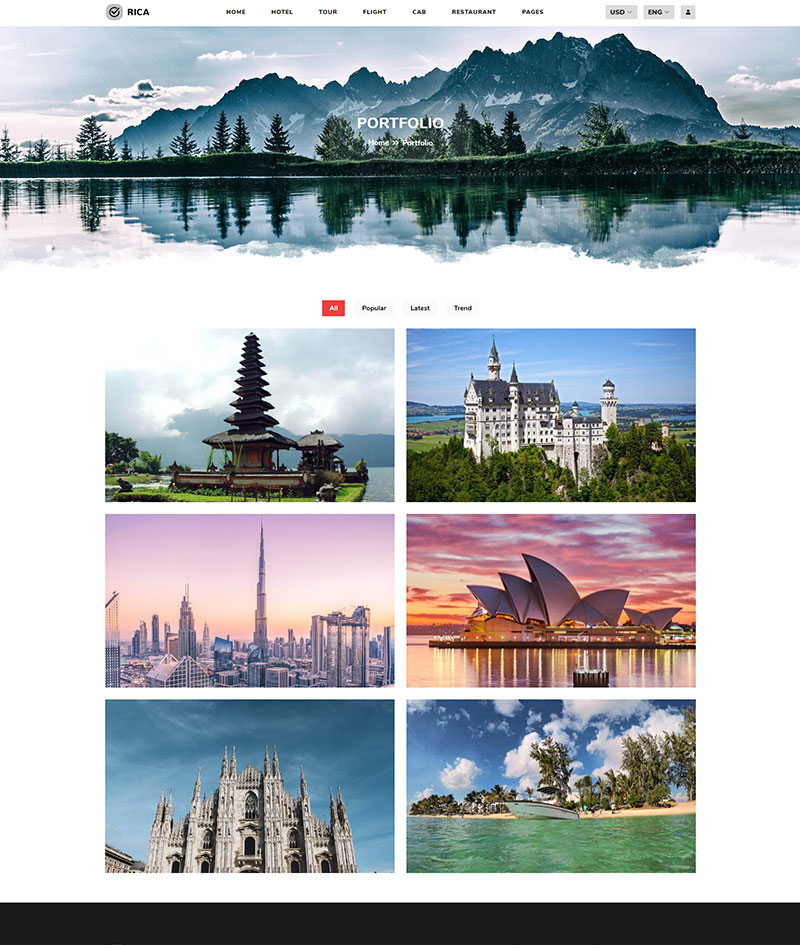 RICA
HOME HOTEL TOUR FLIGHT CAB RESTAURANT PAGES
USD ENG
PORTFOLIO
Home » Portfolio
All Popular Latest Trend